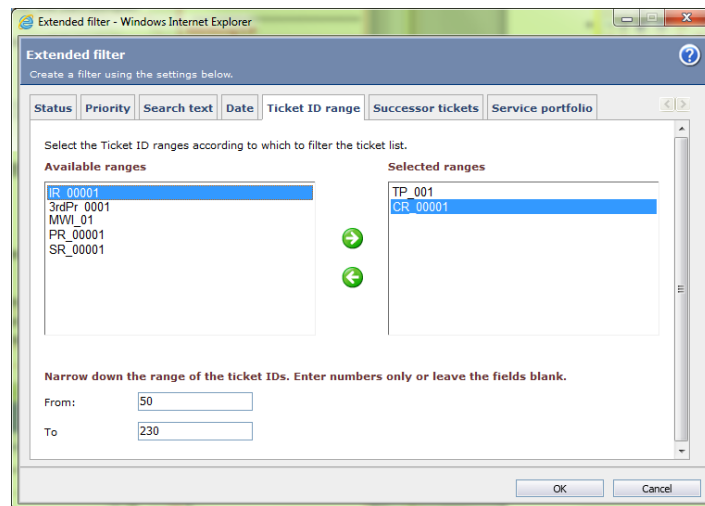 Extended filter - Windows Internet Explorer
Extended filter
Create a filter using the settings below.
Status Priority Search text Date Ticket ID range Successor tickets Service portfolio
Select the Ticket ID ranges according to which to filter the ticket list.
Available ranges
Selected ranges
IR_00001
3rdPr_0001
MWI_01
PR_00001
SR_00001
TP_001
CR_00001
Narrow down the range of the ticket IDs. Enter numbers only or leave the fields blank.
From: 50
To 230
OK Cancel